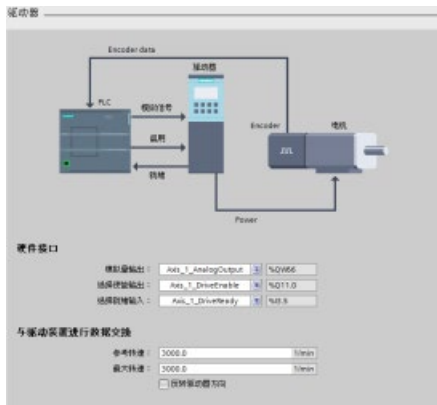 驱动器
Encoder data
驱动器
PLC
模拟信号
Encoder
电机
启用
就绪
Power
硬件接口
模拟量输出： Axis_1_AnalogOutput %QW66
选择使能输出： Axis_1_DriveEnable %Q11.0
选择就绪输入： Axis_1_DriveReady
与驱动装置进行数据交换
参考转速： 3000.0 1/min
最大转速： 3000.0 1/min
反转驱动器方向